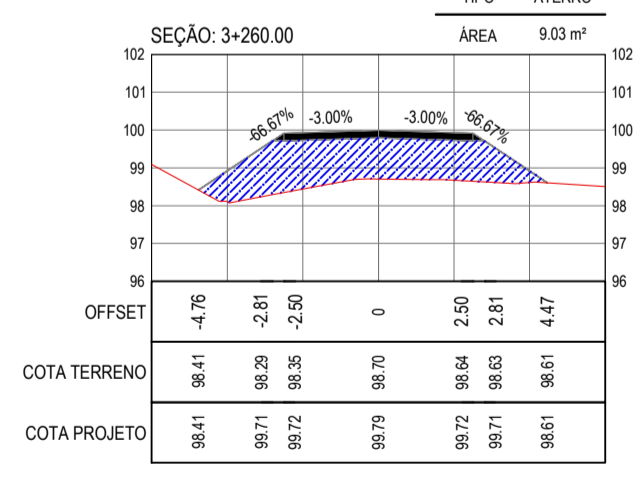 TIPO ATERRO
SEÇÃO: 3+260.00 ÁREA 9.03 m²
102 102
101 101
-66.67% -3.00% -3.00% -66.67%
100 100
99 99
98 98
97 97
96 96
OFFSET -4.76 -2.81 -2.50 0 2.50 2.81 4.47
COTA TERRENO 98.41 98.29 98.35 98.70 98.64 98.63 98.61
COTA PROJETO 98.41 99.71 99.72 99.79 99.72 99.71 98.61